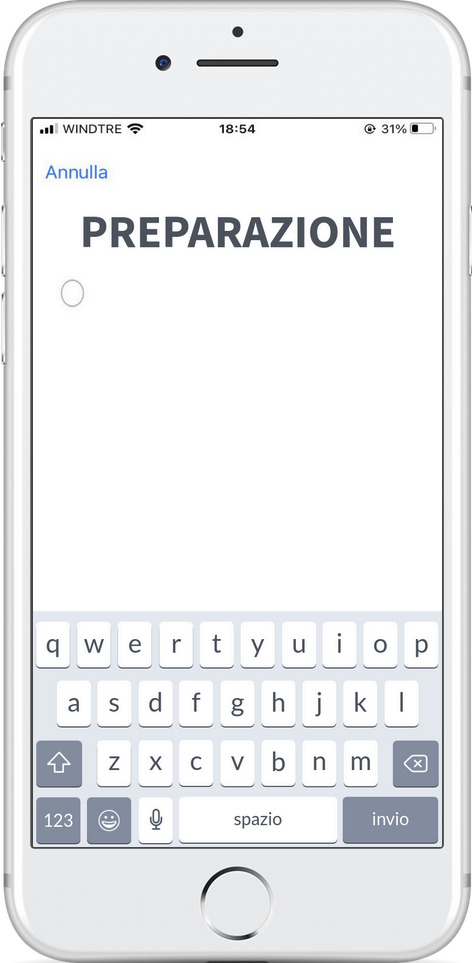 WINDTRE 18:54 31%
Annulla
PREPARAZIONE
q w e r t y u i o p
a s d f g h j k l
z x c v b n m
123 spazio invio